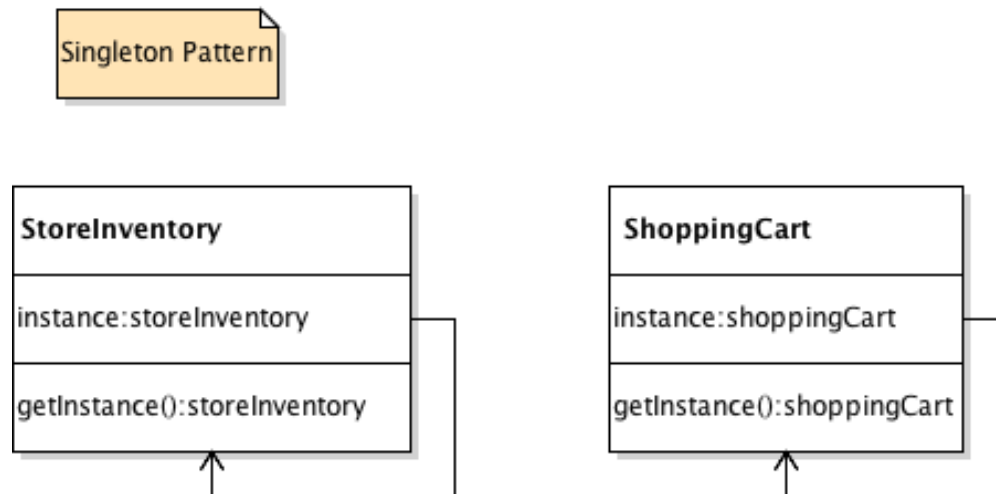 Singleton Pattern
StoreInventory
instance:storeInventory
getInstance():storeInventory
ShoppingCart
instance:shoppingCart
getInstance():shoppingCart